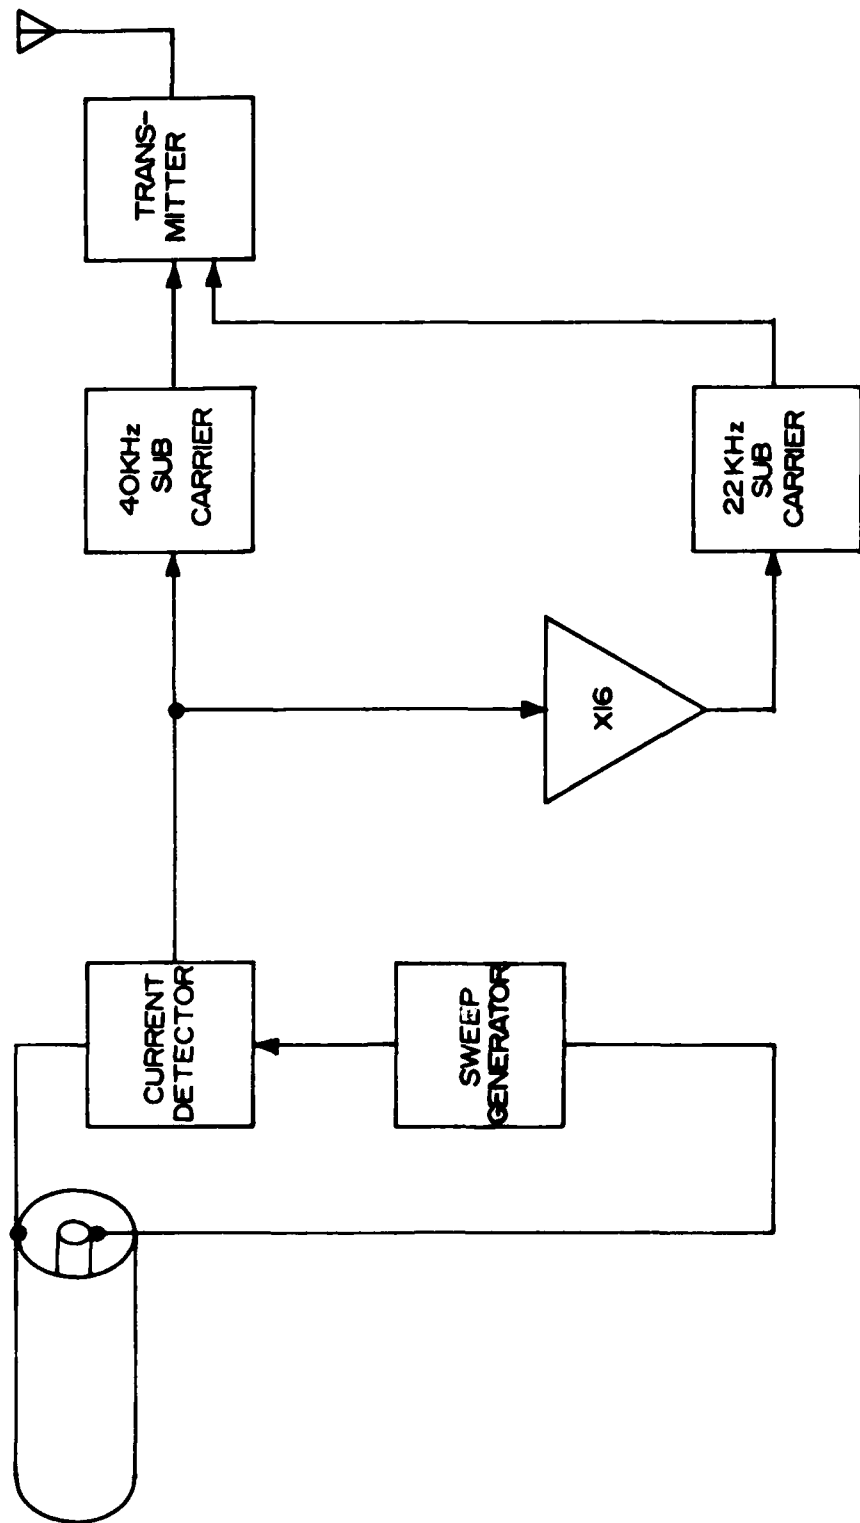 CURRENT
DETECTOR
SWEEP
GENERATOR
X16
40KHz
SUB
CARRIER
22KHz
SUB
CARRIER
TRANS-
MITTER